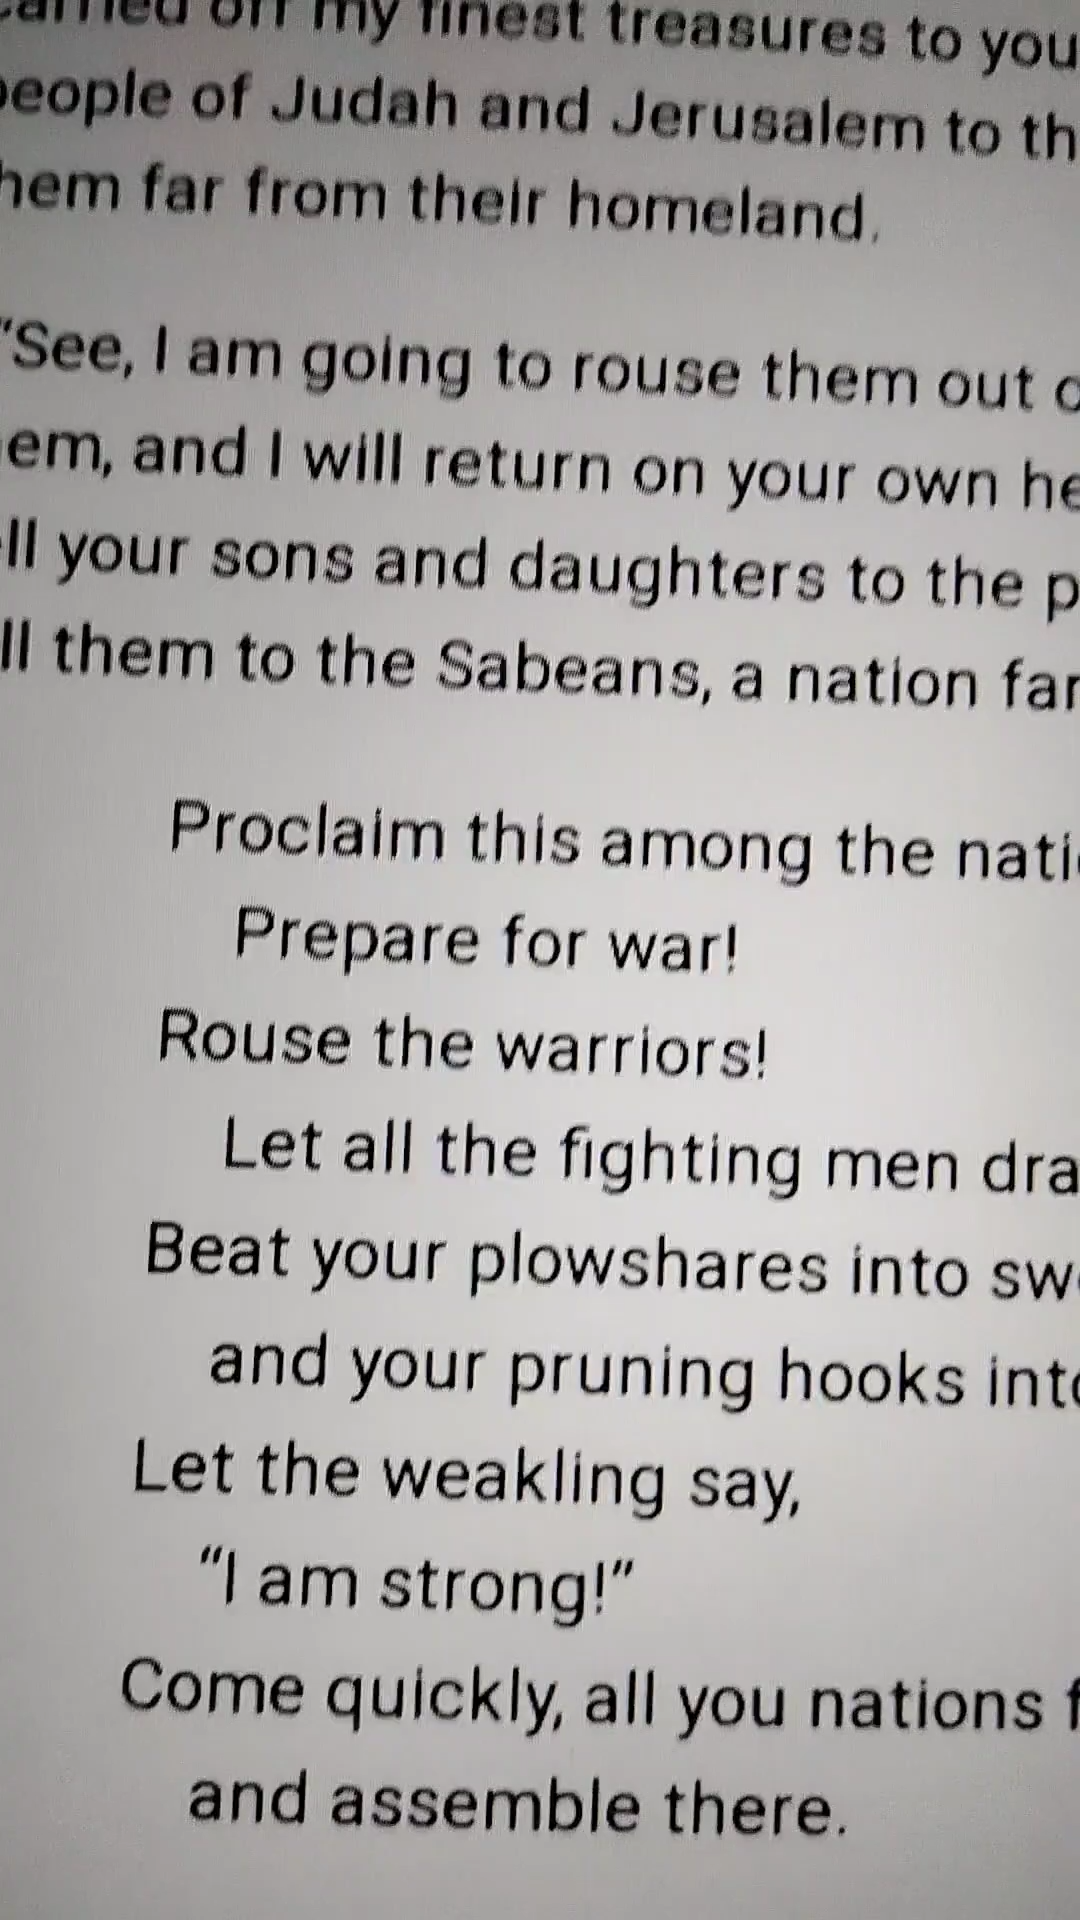 off my finest treasures to you
people of Judah and Jerusalem to th
hem far from their homeland.
"See, I am going to rouse them out o
em, and I will return on your own he
ll your sons and daughters to the p
ll them to the Sabeans, a nation far
Proclaim this among the nati
Prepare for war!
Rouse the warriors!
Let all the fighting men dra
Beat your plowshares into sw
and your pruning hooks into
Let the weakling say,
“I am strong!”
Come quickly, all you nations f
and assemble there.